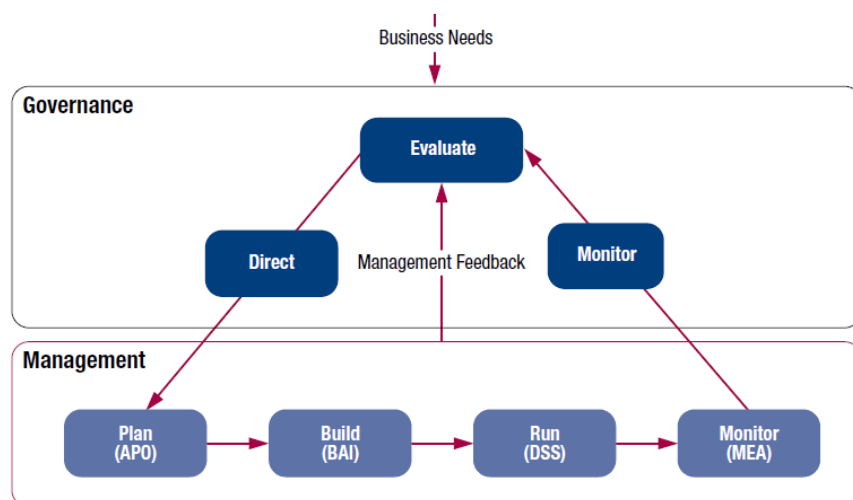 Business Needs
Governance
Evaluate
Direct
Management Feedback
Monitor
Management
Plan
(APO)
Build
(BAI)
Run
(DSS)
Monitor
(MEA)